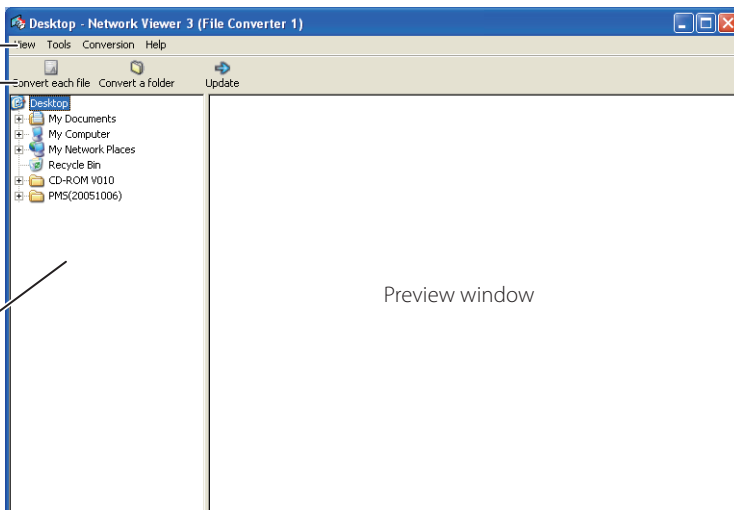 Desktop - Network Viewer 3 (File Converter 1)
View Tools Conversion Help
Convert each file Convert a folder Update
Desktop
My Documents
My Computer
My Network Places
Recycle Bin
CD-ROM V010
PMS(20051006)
Preview window